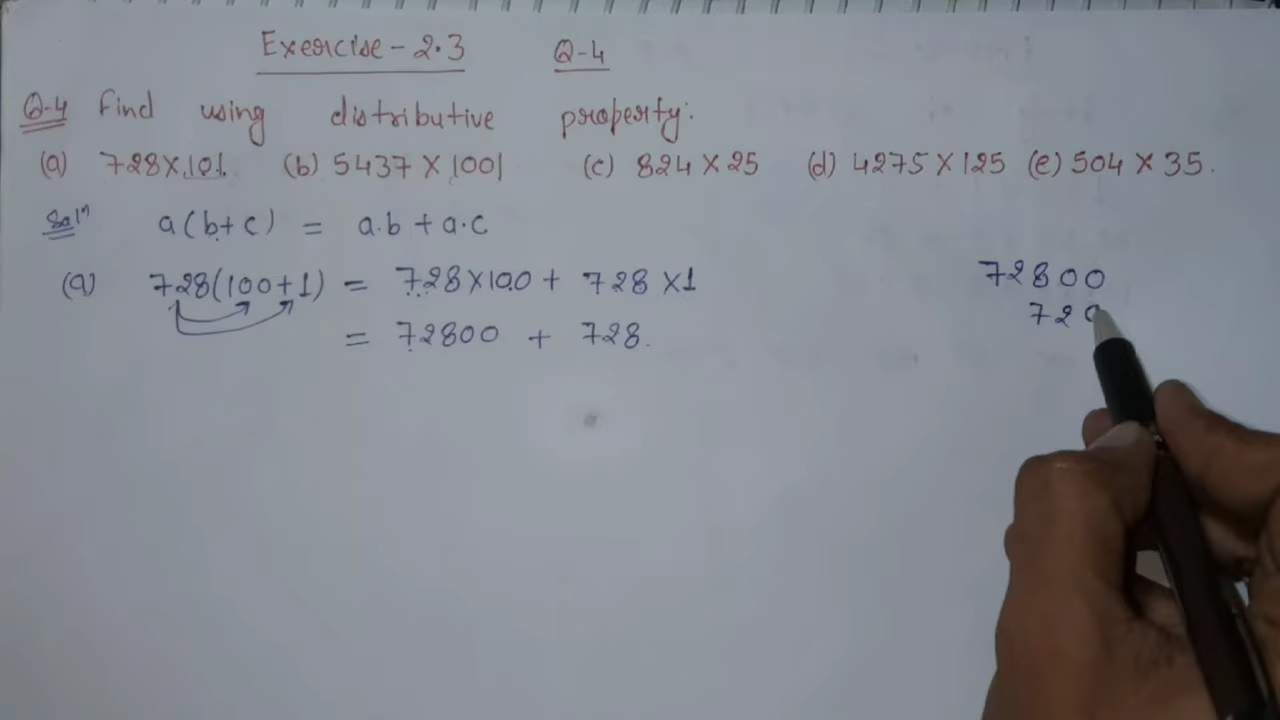 Exercise - 2.3 Q-4
Q.4 Find using distributive property:
(a) 728×101. (b) 5437×1001 (c) 824×25 (d) 4275×125 (e) 504×35.
Solⁿ a(b+c) = a.b + a.c
(a) 728(100+1) = 728×100 + 728×1
= 72800 + 728.
72800
72